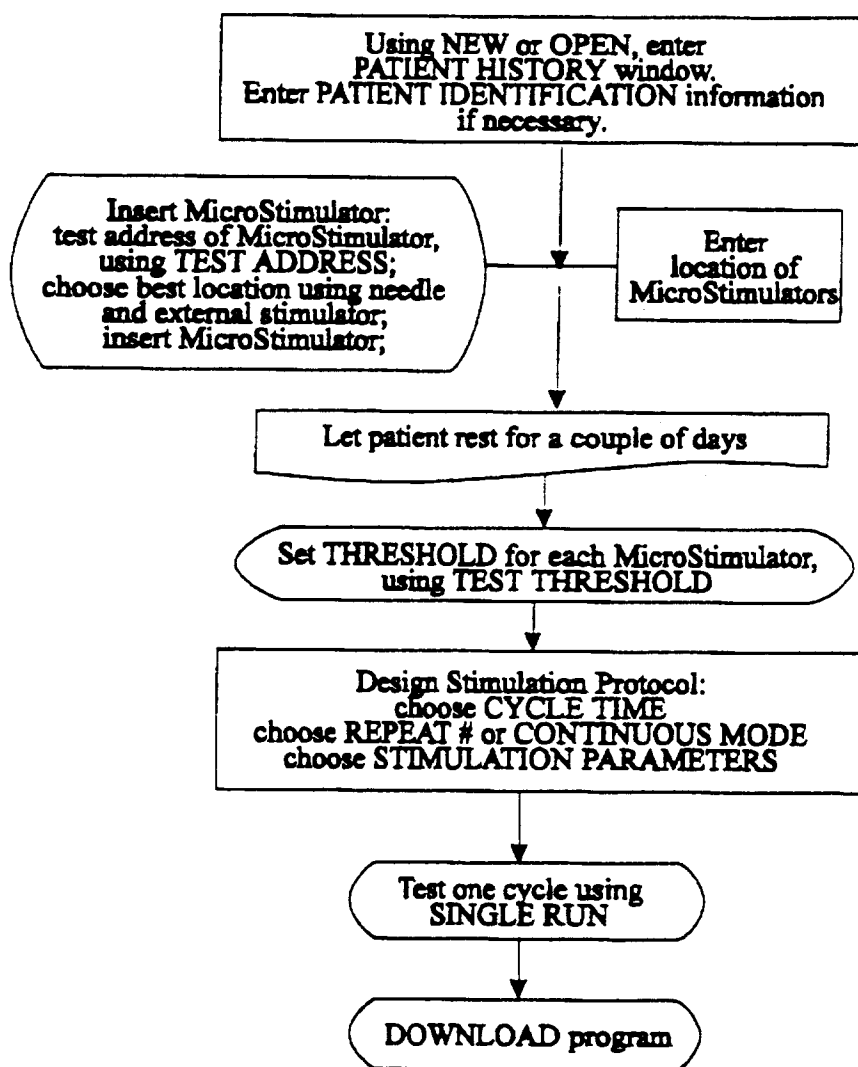 Using NEW or OPEN, enter
PATIENT HISTORY window.
Enter PATIENT IDENTIFICATION information
if necessary.
Insert MicroStimulator:
test address of MicroStimulator,
using TEST ADDRESS;
choose best location using needle
and external stimulator;
insert MicroStimulator;
Enter
location of
MicroStimulators
Let patient rest for a couple of days
Set THRESHOLD for each MicroStimulator,
using TEST THRESHOLD
Design Stimulation Protocol:
choose CYCLE TIME
choose REPEAT # or CONTINUOUS MODE
choose STIMULATION PARAMETERS
Test one cycle using
SINGLE RUN
DOWNLOAD program